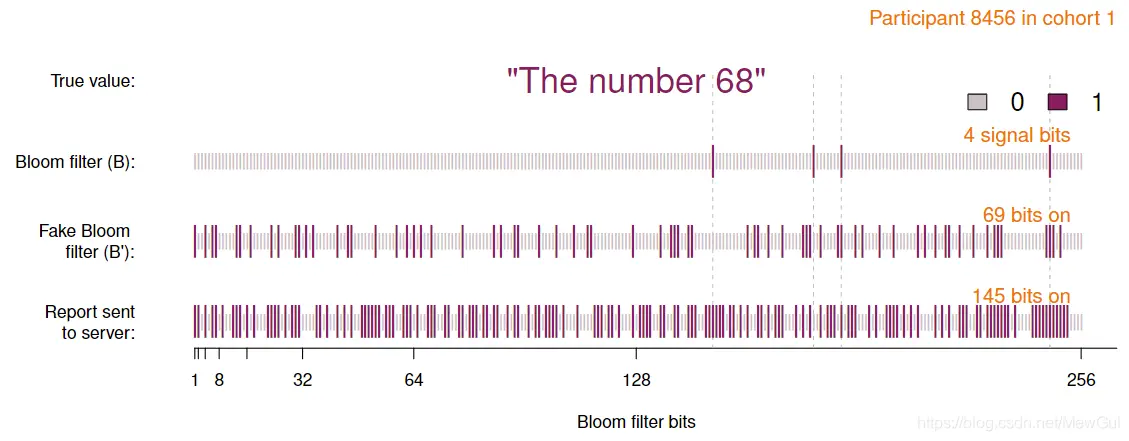 Participant 8456 in cohort 1
True value:
"The number 68"
0 1
4 signal bits
Bloom filter (B):
69 bits on
Fake Bloom
filter (B'):
145 bits on
Report sent
to server:
1 8 32 64 128 256
Bloom filter bits
https://blog.csdn.net/MewGul